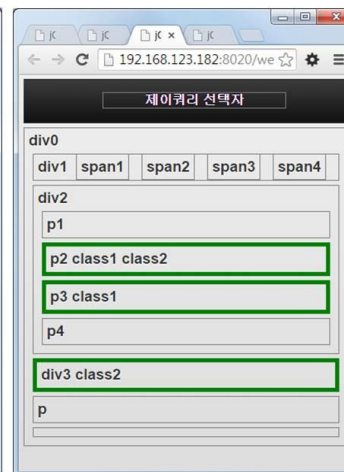 jC jC jC × jC
192.168.123.182:8020/we
제이쿼리 선택자
div0
div1 span1 span2 span3 span4
div2
p1
p2 class1 class2
p3 class1
p4
div3 class2
p